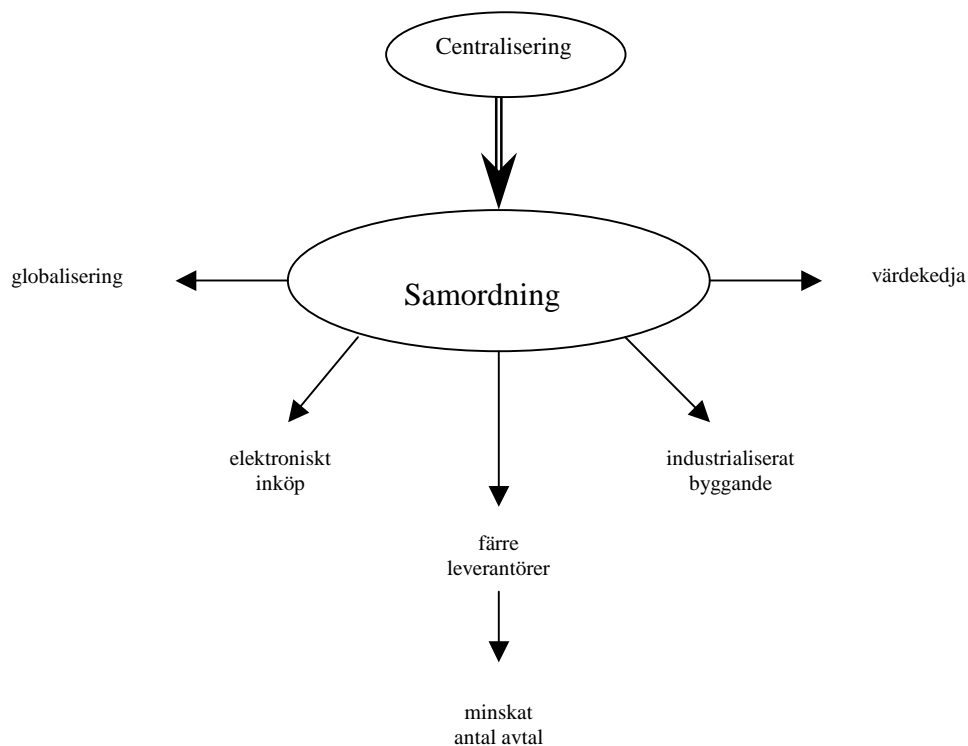 Centralisering
globalisering
Samordning
värdekedja
elektroniskt
inköp
industrialiserat
byggande
färre
leverantörer
minskat
antal avtal